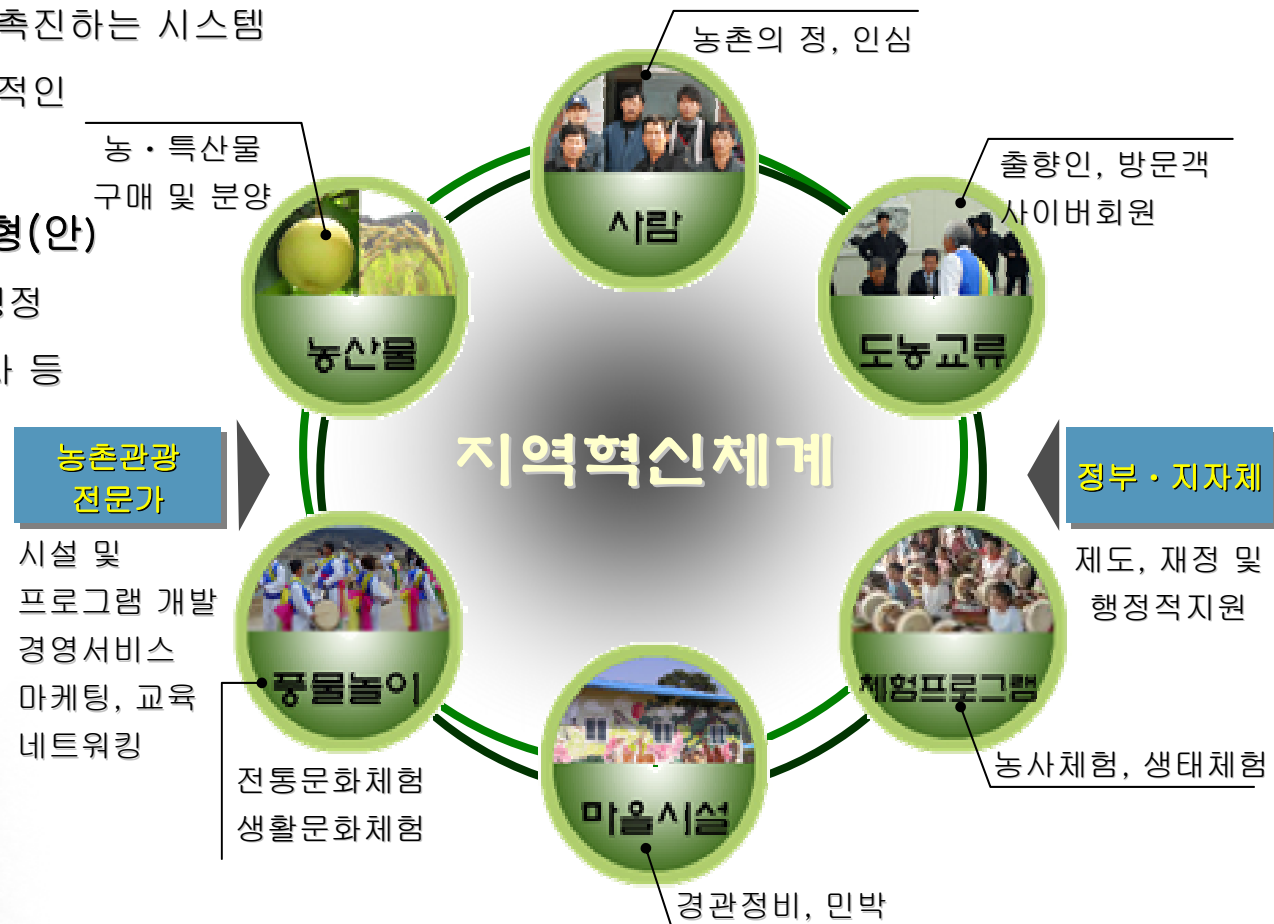 촉진하는 시스템
적인
형(안)
등
농촌의 정, 인심
사람
농・특산물
구매 및 분양
농산물
출향인, 방문객
사이버회원
도농교류
지역혁신체계
농촌관광
전문가
시설 및
프로그램 개발
경영서비스
마케팅, 교육
네트워킹
정부・지자체
제도, 재정 및
행정적지원
풍물놀이
전통문화체험
생활문화체험
체험프로그램
농사체험, 생태체험
마을시설
경관정비, 민박